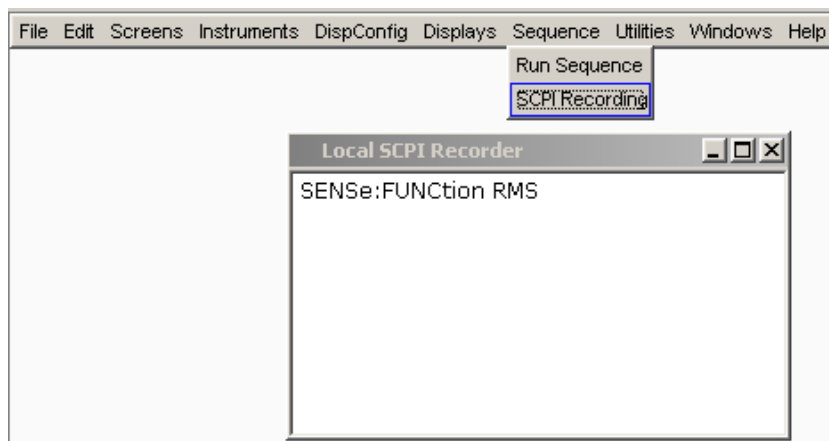 File Edit Screens Instruments DispConfig Displays Sequence Utilities Windows Help
Run Sequence
SCPI Recording
Local SCPI Recorder
SENSe:FUNCtion RMS